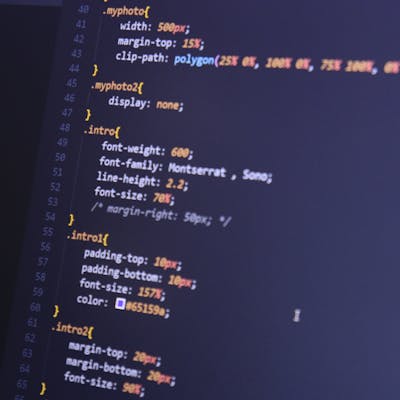 40 .myphoto{
41 width: 500px;
42 margin-top: 15%;
43 clip-path: polygon(25% 0%, 100% 0%, 75% 100%, 0%
44 }
45 .myphoto2{
46 display: none;
47 }
48 .intro{
49 font-weight: 600;
50 font-family: Montserrat , Sono;
51 line-height: 2.2;
52 font-size: 70%;
53 /* margin-right: 50px; */
54 }
55 .intro1{
56 padding-top: 10px;
57 padding-bottom: 10px;
58 font-size: 157%;
59 color: #65159a;
60 }
61 .intro2{
62 margin-top: 20px;
63 margin-bottom: 20px;
64 font-size: 90%;
65 }